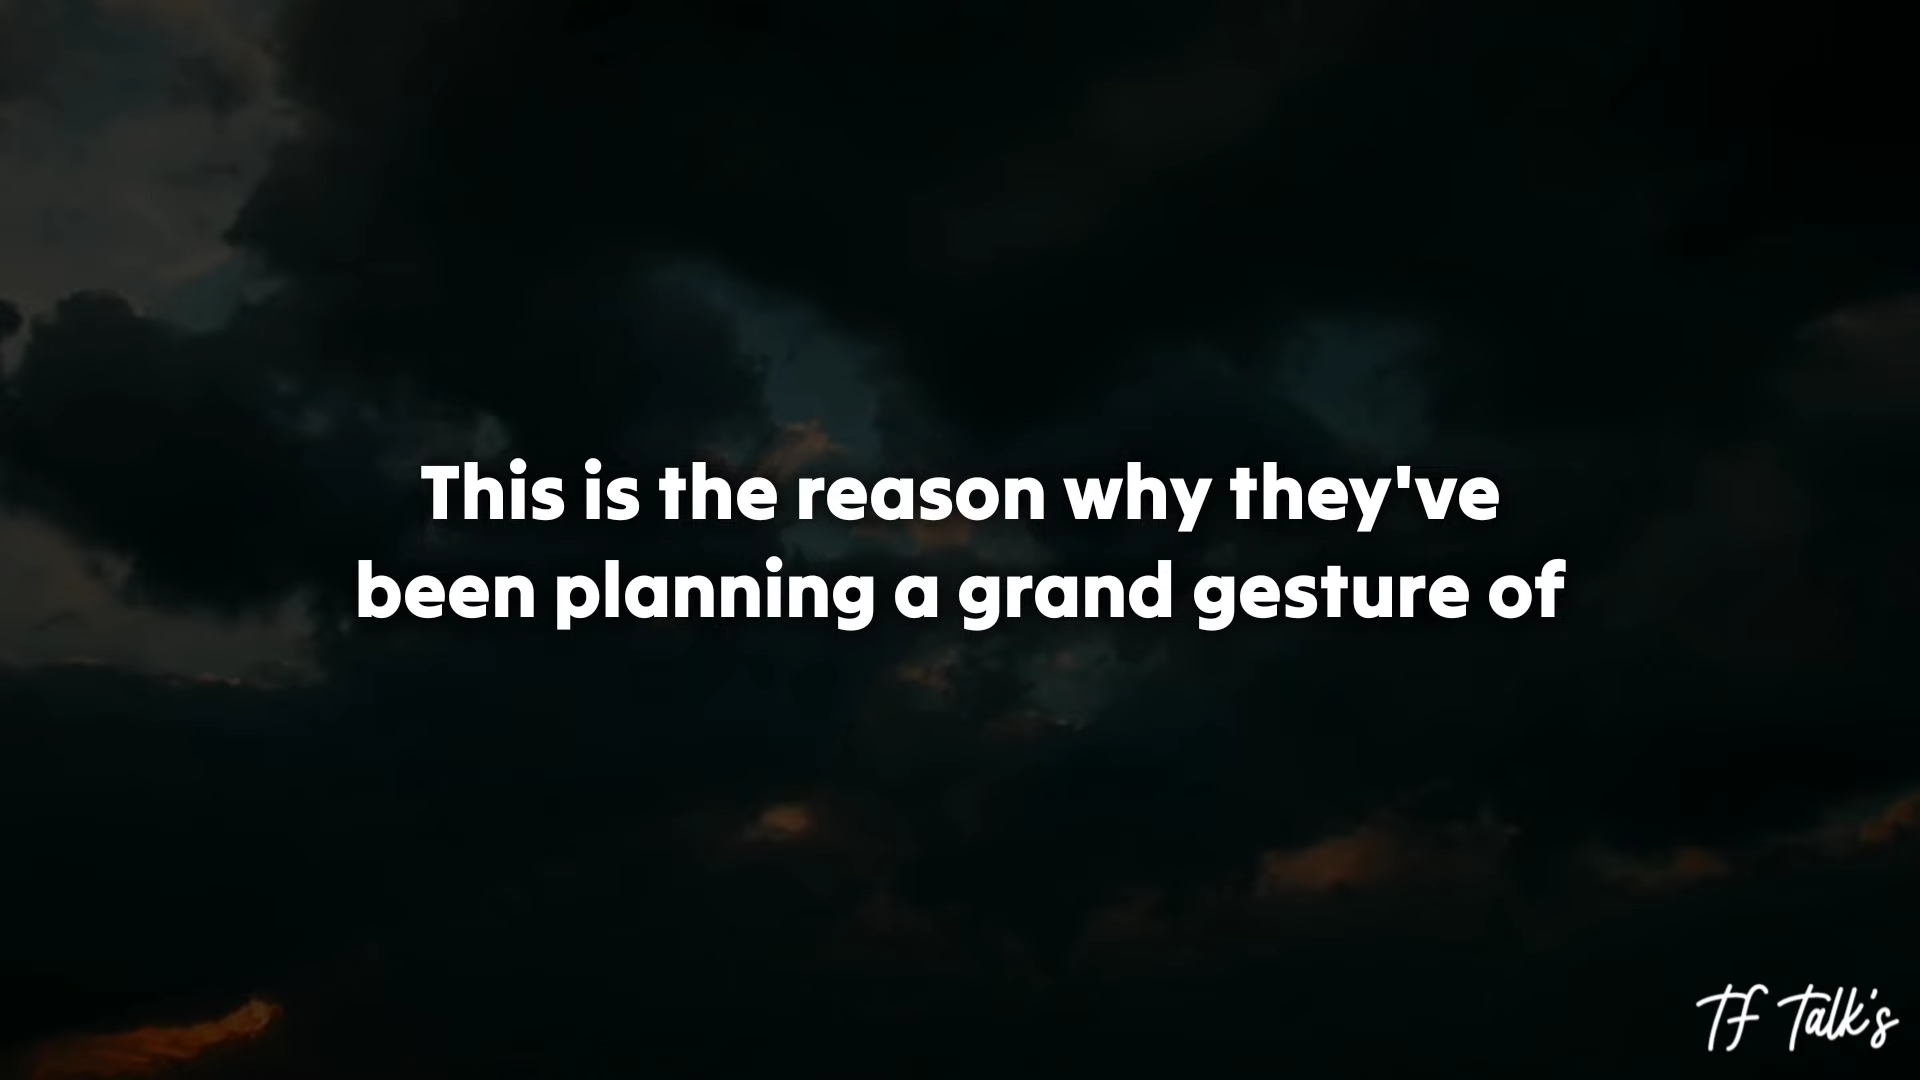 This is the reason why they've
been planning a grand gesture of
TF Talk's